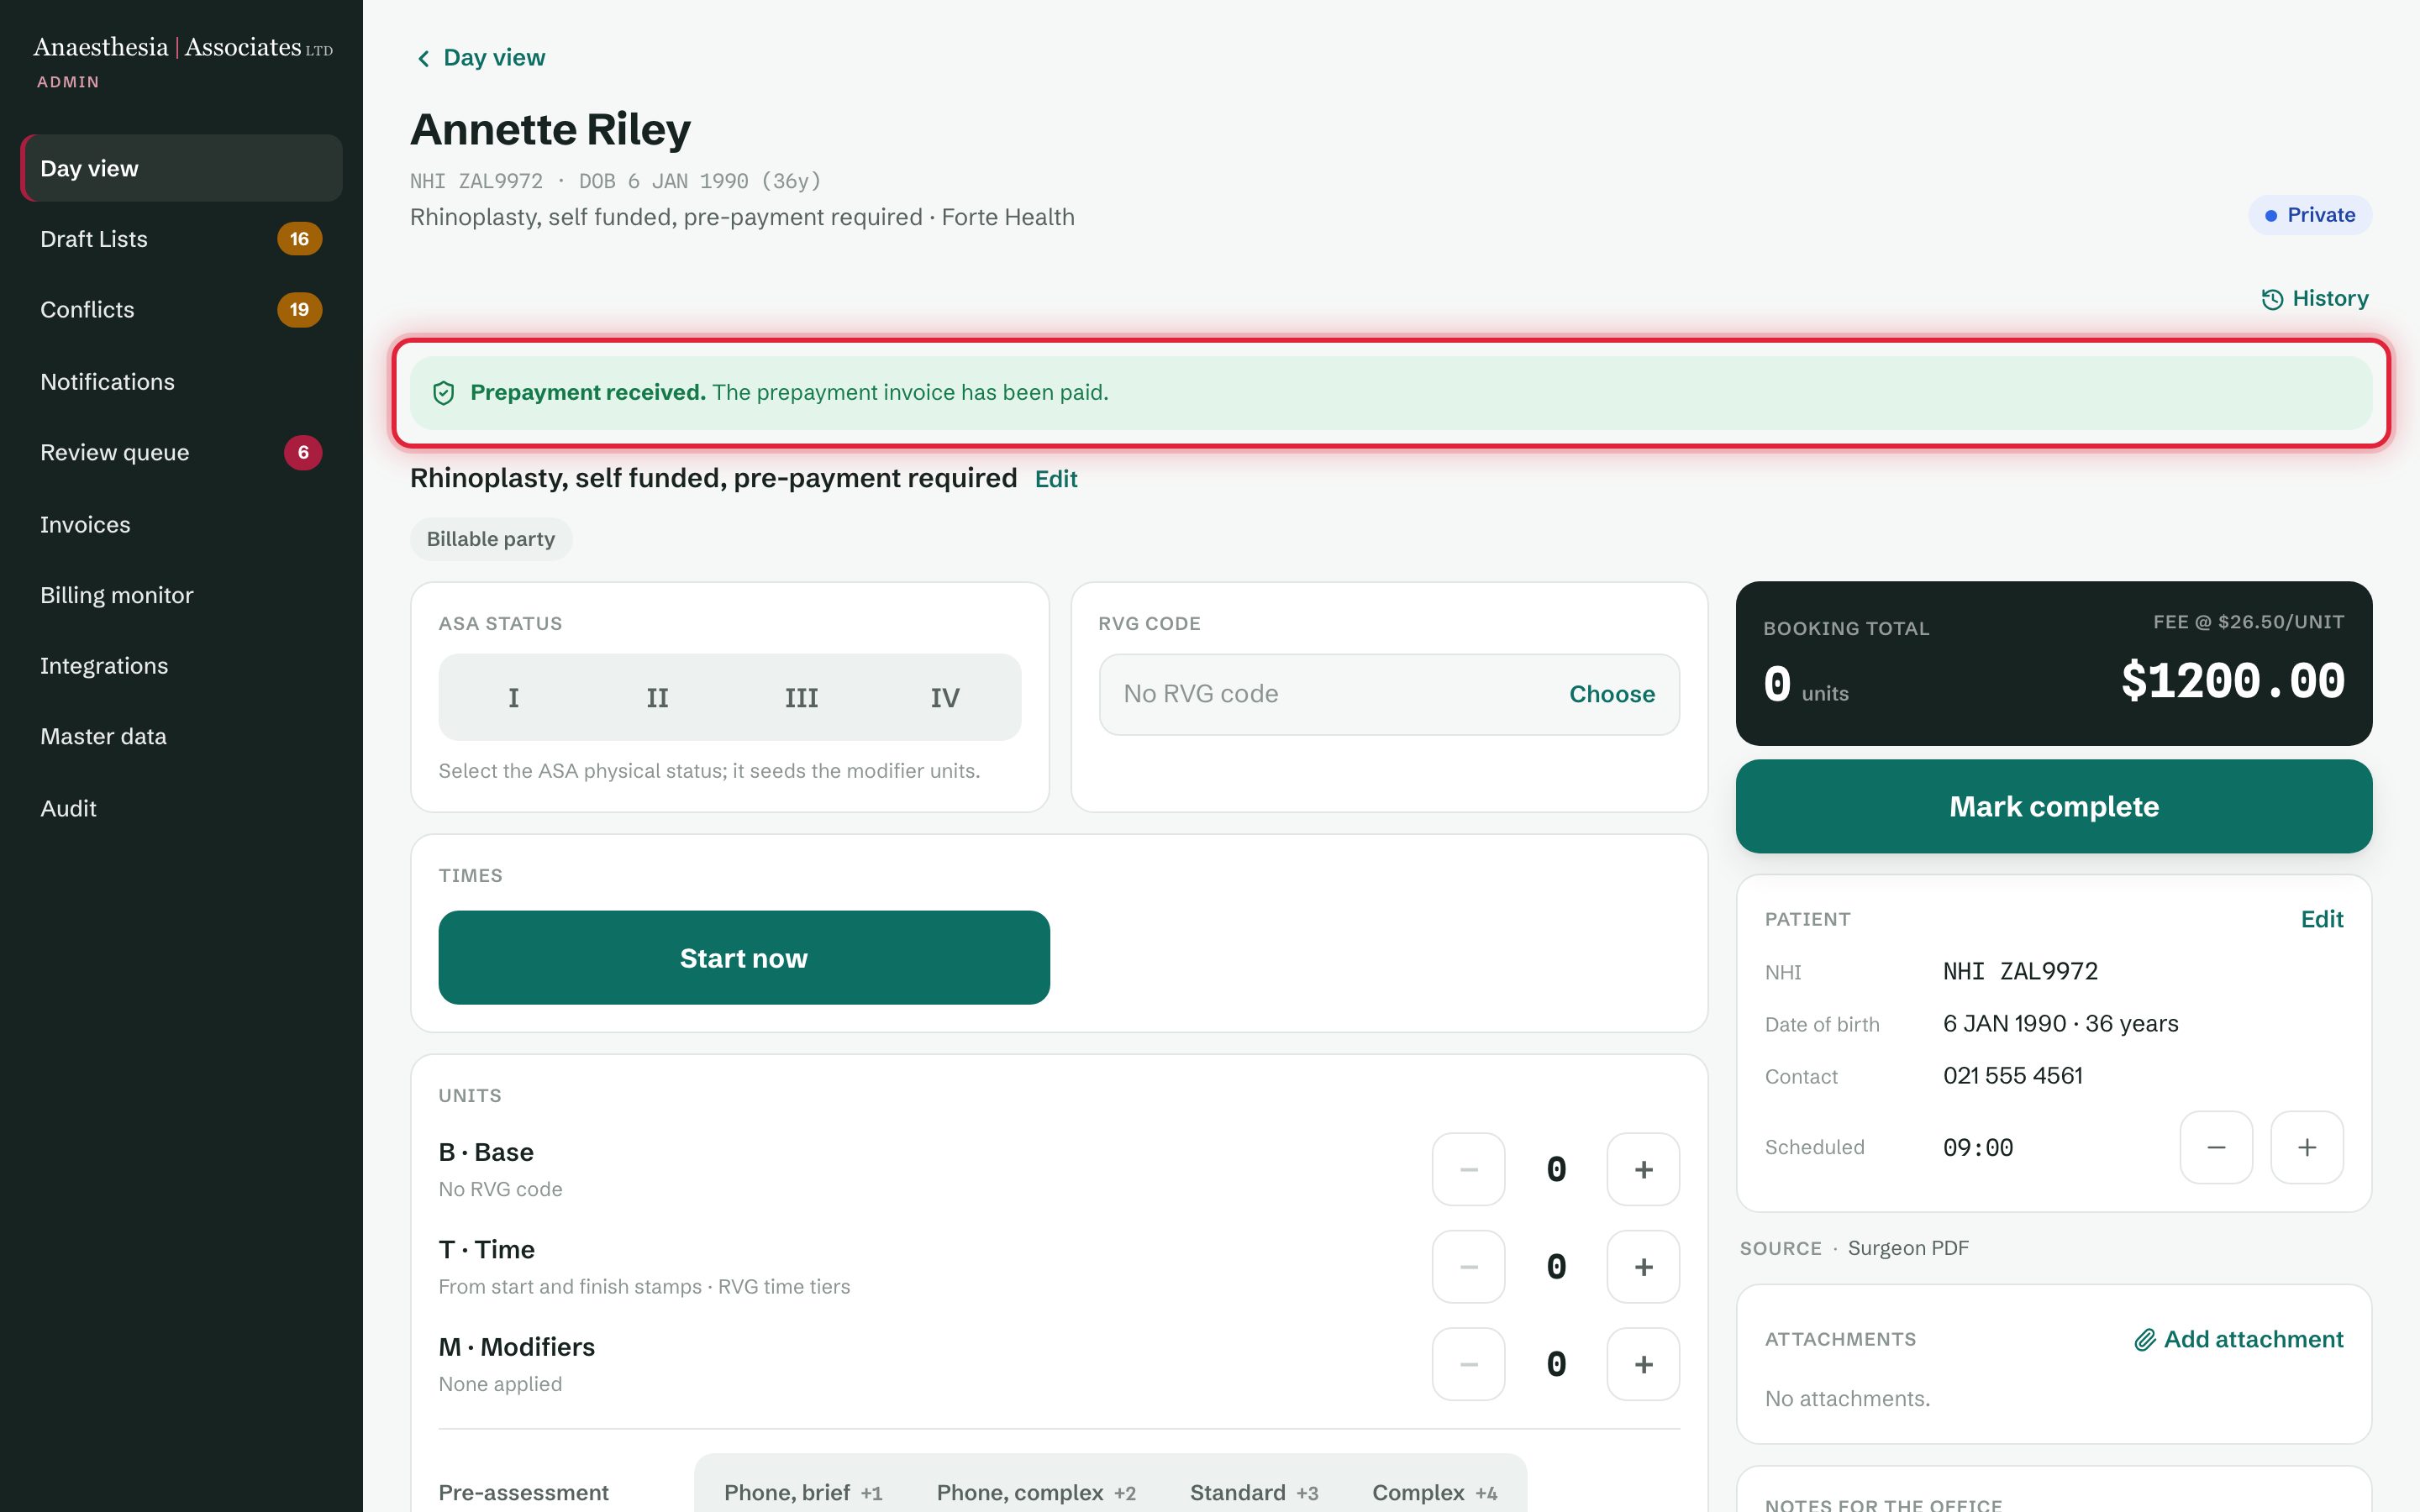 Anaesthesia | Associates LTD
ADMIN
Day view
Draft Lists 16
Conflicts 19
Notifications
Review queue 6
Invoices
Billing monitor
Integrations
Master data
Audit
Day view
Annette Riley
NHI ZAL9972 · DOB 6 JAN 1990 (36y)
Rhinoplasty, self funded, pre-payment required · Forte Health
Private
History
Prepayment received. The prepayment invoice has been paid.
Rhinoplasty, self funded, pre-payment required Edit
Billable party
ASA STATUS
I II III IV
Select the ASA physical status; it seeds the modifier units.
RVG CODE
No RVG code Choose
TIMES
Start now
UNITS
B · Base
No RVG code
− 0 +
T · Time
From start and finish stamps · RVG time tiers
− 0 +
M · Modifiers
None applied
− 0 +
Pre-assessment Phone, brief +1 Phone, complex +2 Standard +3 Complex +4
BOOKING TOTAL FEE @ $26.50/UNIT
0 units $1200.00
Mark complete
PATIENT Edit
NHI NHI ZAL9972
Date of birth 6 JAN 1990 · 36 years
Contact 021 555 4561
Scheduled 09:00 − +
SOURCE · Surgeon PDF
ATTACHMENTS Add attachment
No attachments.
NOTES FOR THE OFFICE